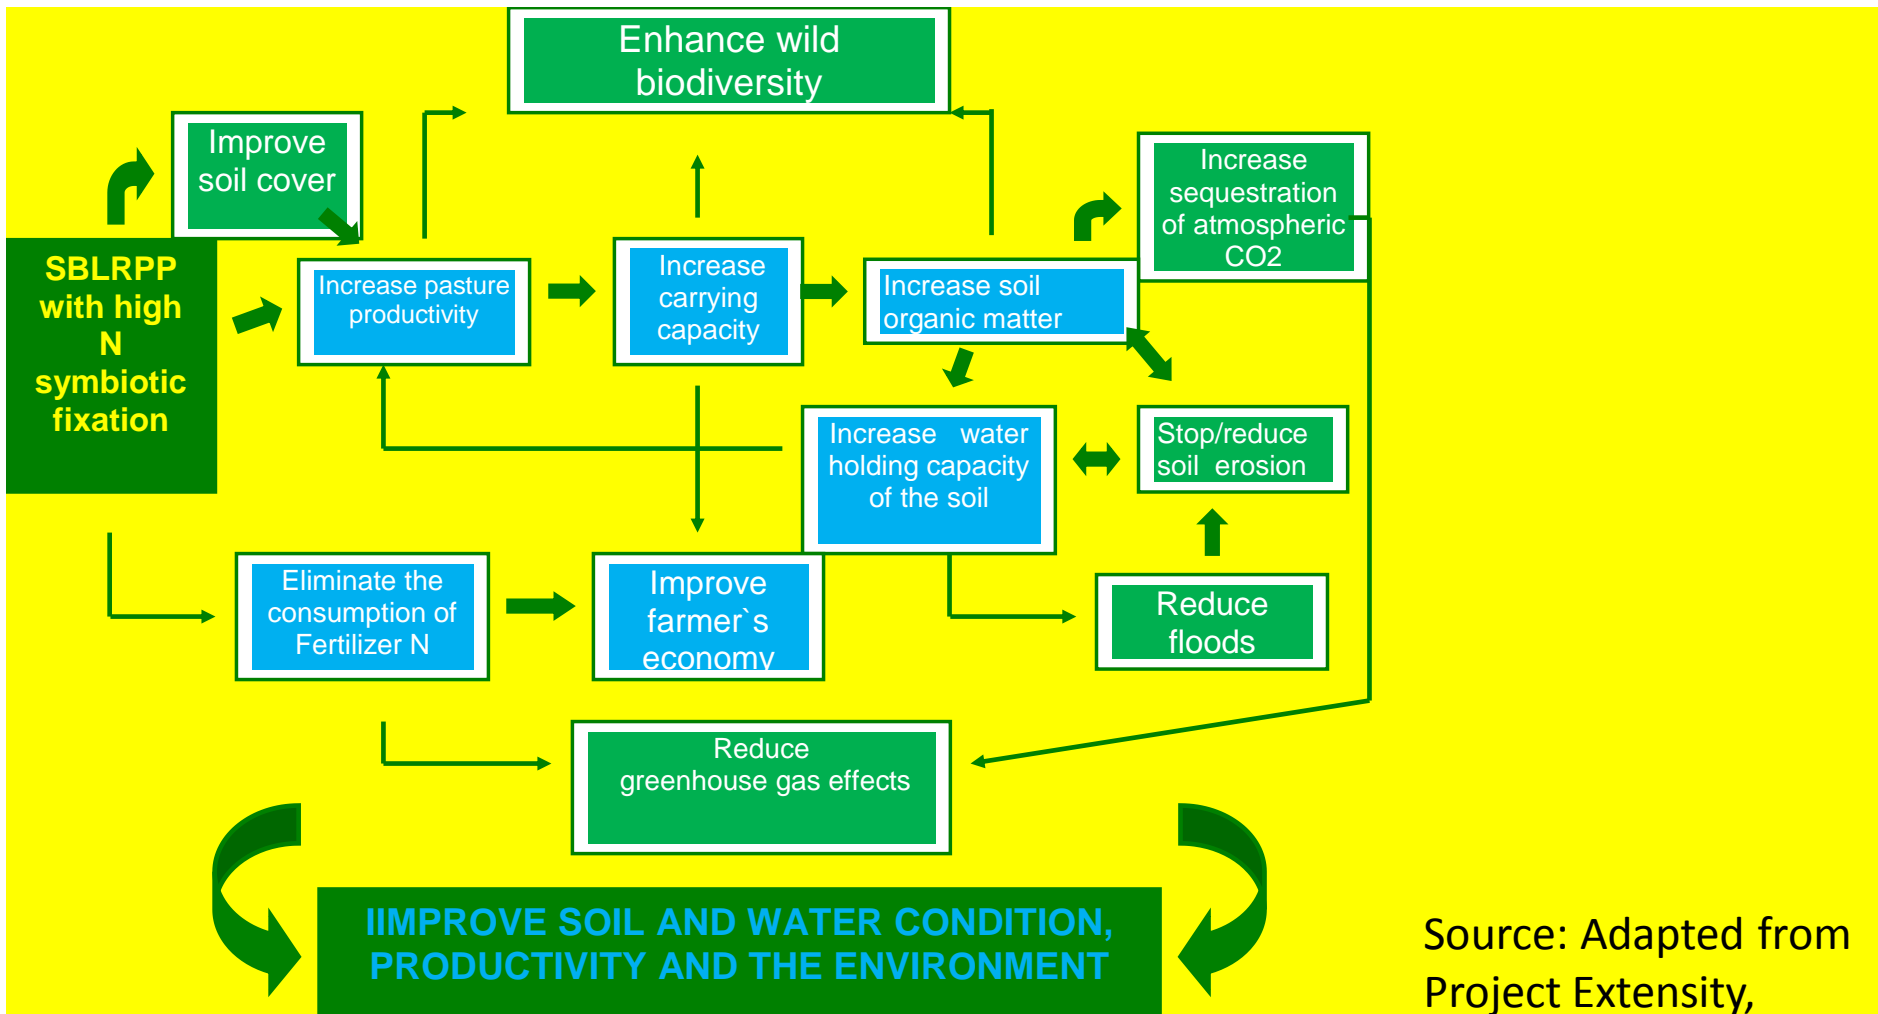 Enhance wild
biodiversity
Improve
soil cover
Increase
sequestration
of atmospheric
CO2
SBLRPP
with high
N
symbiotic
fixation
Increase pasture
productivity
Increase
carrying
capacity
Increase soil
organic matter
Increase water
holding capacity
of the soil
Stop/reduce
soil erosion
Eliminate the
consumption of
Fertilizer N
Improve
farmer`s
economy
Reduce
floods
Reduce
greenhouse gas effects
IIMPROVE SOIL AND WATER CONDITION,
PRODUCTIVITY AND THE ENVIRONMENT
Source: Adapted from
Project Extensity,